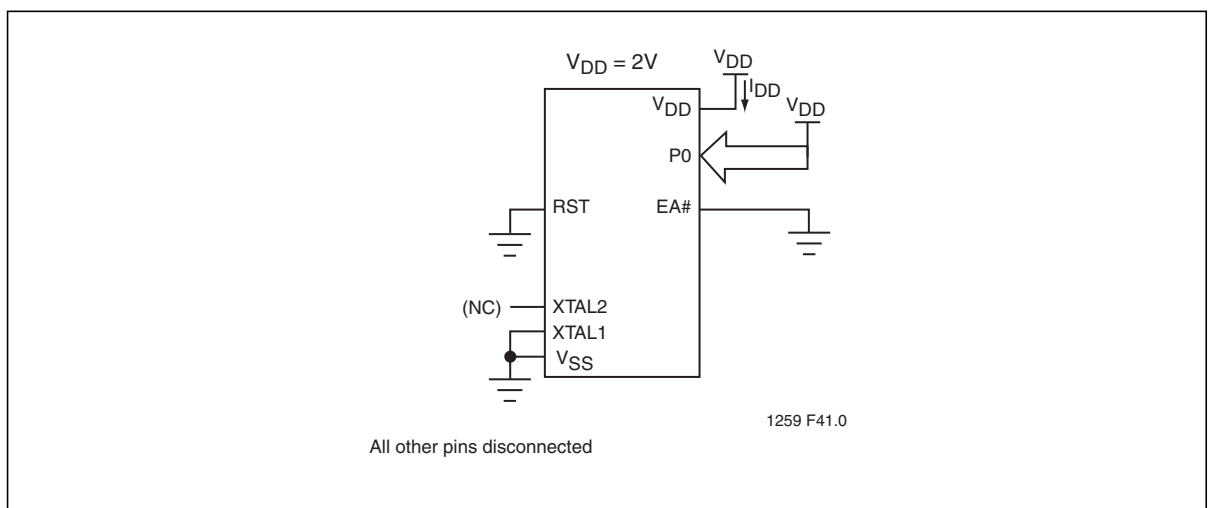 VDD = 2V
VDD
IDD
VDD
VDD
P0
RST
EA#
(NC)
XTAL2
XTAL1
VSS
1259 F41.0
All other pins disconnected